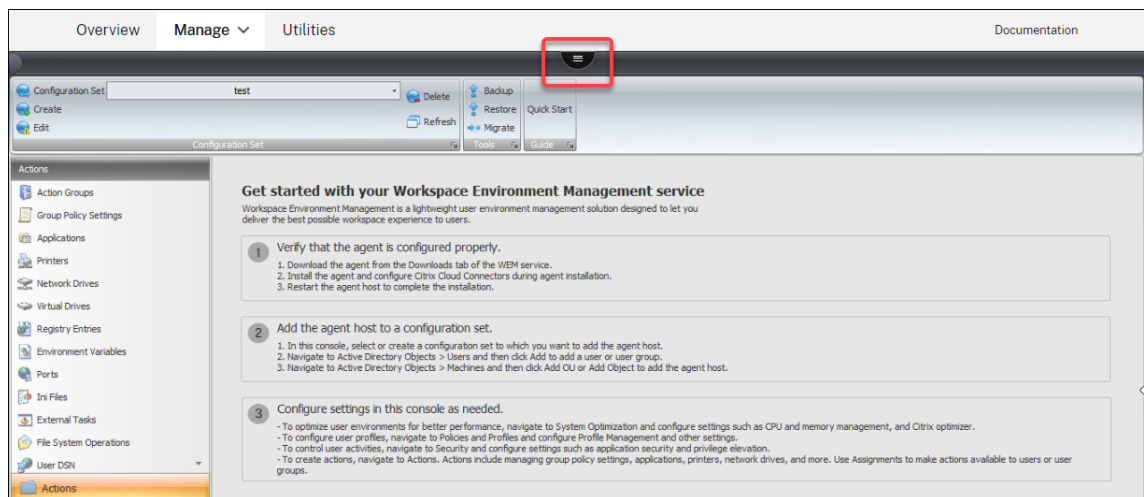 Overview Manage Utilities Documentation
Configuration Set test
Create
Edit
Delete
Refresh
Configuration Set
Backup
Restore
Migrate
Tools
Quick Start
Guide
Actions
Action Groups
Group Policy Settings
Applications
Printers
Network Drives
Virtual Drives
Registry Entries
Environment Variables
Ports
Ini Files
External Tasks
File System Operations
User DSN
Actions
Get started with your Workspace Environment Management service
Workspace Environment Management is a lightweight user environment management solution designed to let you
deliver the best possible workspace experience to users.
1 Verify that the agent is configured properly.
1. Download the agent from the Downloads tab of the WEM service.
2. Install the agent and configure Citrix Cloud Connectors during agent installation.
3. Restart the agent host to complete the installation.
2 Add the agent host to a configuration set.
1. In this console, select or create a configuration set to which you want to add the agent host.
2. Navigate to Active Directory Objects > Users and then click Add to add a user or user group.
3. Navigate to Active Directory Objects > Machines and then click Add OU or Add Object to add the agent host.
3 Configure settings in this console as needed.
- To optimize user environments for better performance, navigate to System Optimization and configure settings such as CPU and memory management, and Citrix optimizer.
- To configure user profiles, navigate to Policies and Profiles and configure Profile Management and other settings.
- To control user activities, navigate to Security and configure settings such as application security and privilege elevation.
- To create actions, navigate to Actions. Actions include managing group policy settings, applications, printers, network drives, and more. Use Assignments to make actions available to users or user
groups.